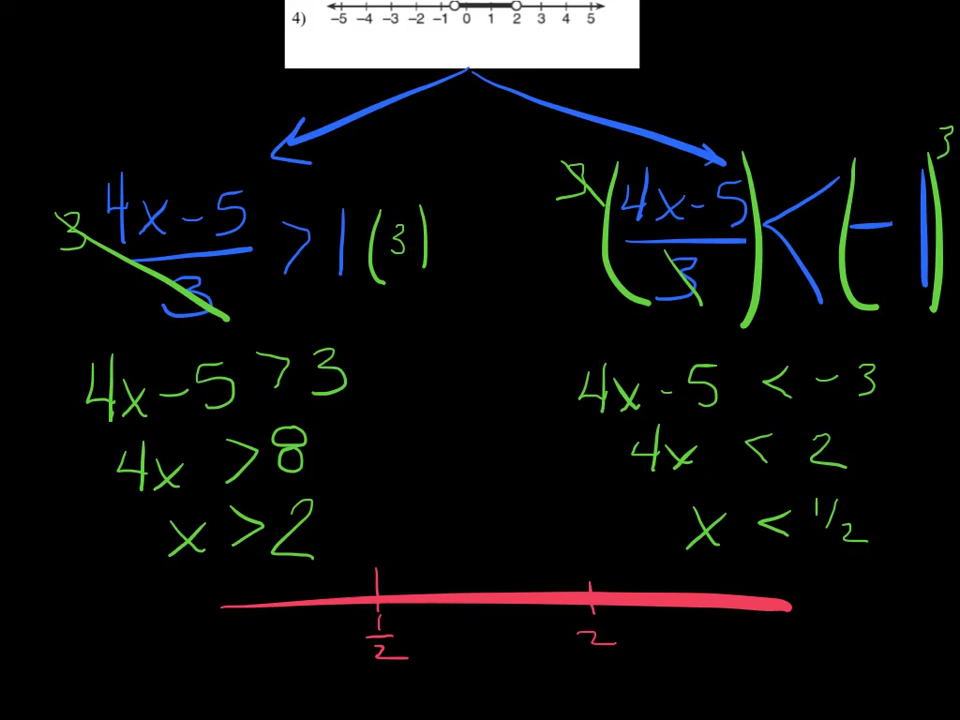 4)
-5 -4 -3 -2 -1 0 1 2 3 4 5
3 4x-5/3 > 1 (3)
3 (4x-5/3) < (-1) 3
4x-5 > 3
4x > 8
x > 2
4x-5 < -3
4x < 2
x < 1/2
1/2 2